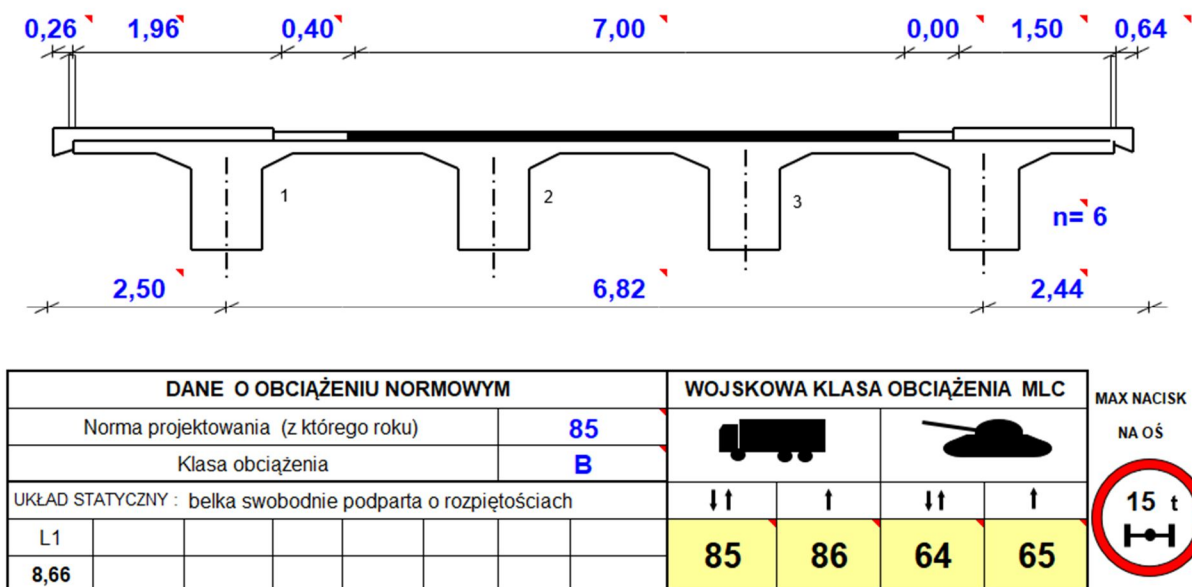 0,26 1,96 0,40 7,00 0,00 1,50 0,64
1 2 3
n= 6
2,50 6,82 2,44
DANE O OBCIĄŻENIU NORMOWYM
Norma projektowania (z którego roku) 85
Klasa obciążenia B
UKŁAD STATYCZNY : belka swobodnie podparta o rozpiętościach
L1
8,66
WOJSKOWA KLASA OBCIĄŻENIA MLC
85 86 64 65
MAX NACISK
NA OŚ
15 t